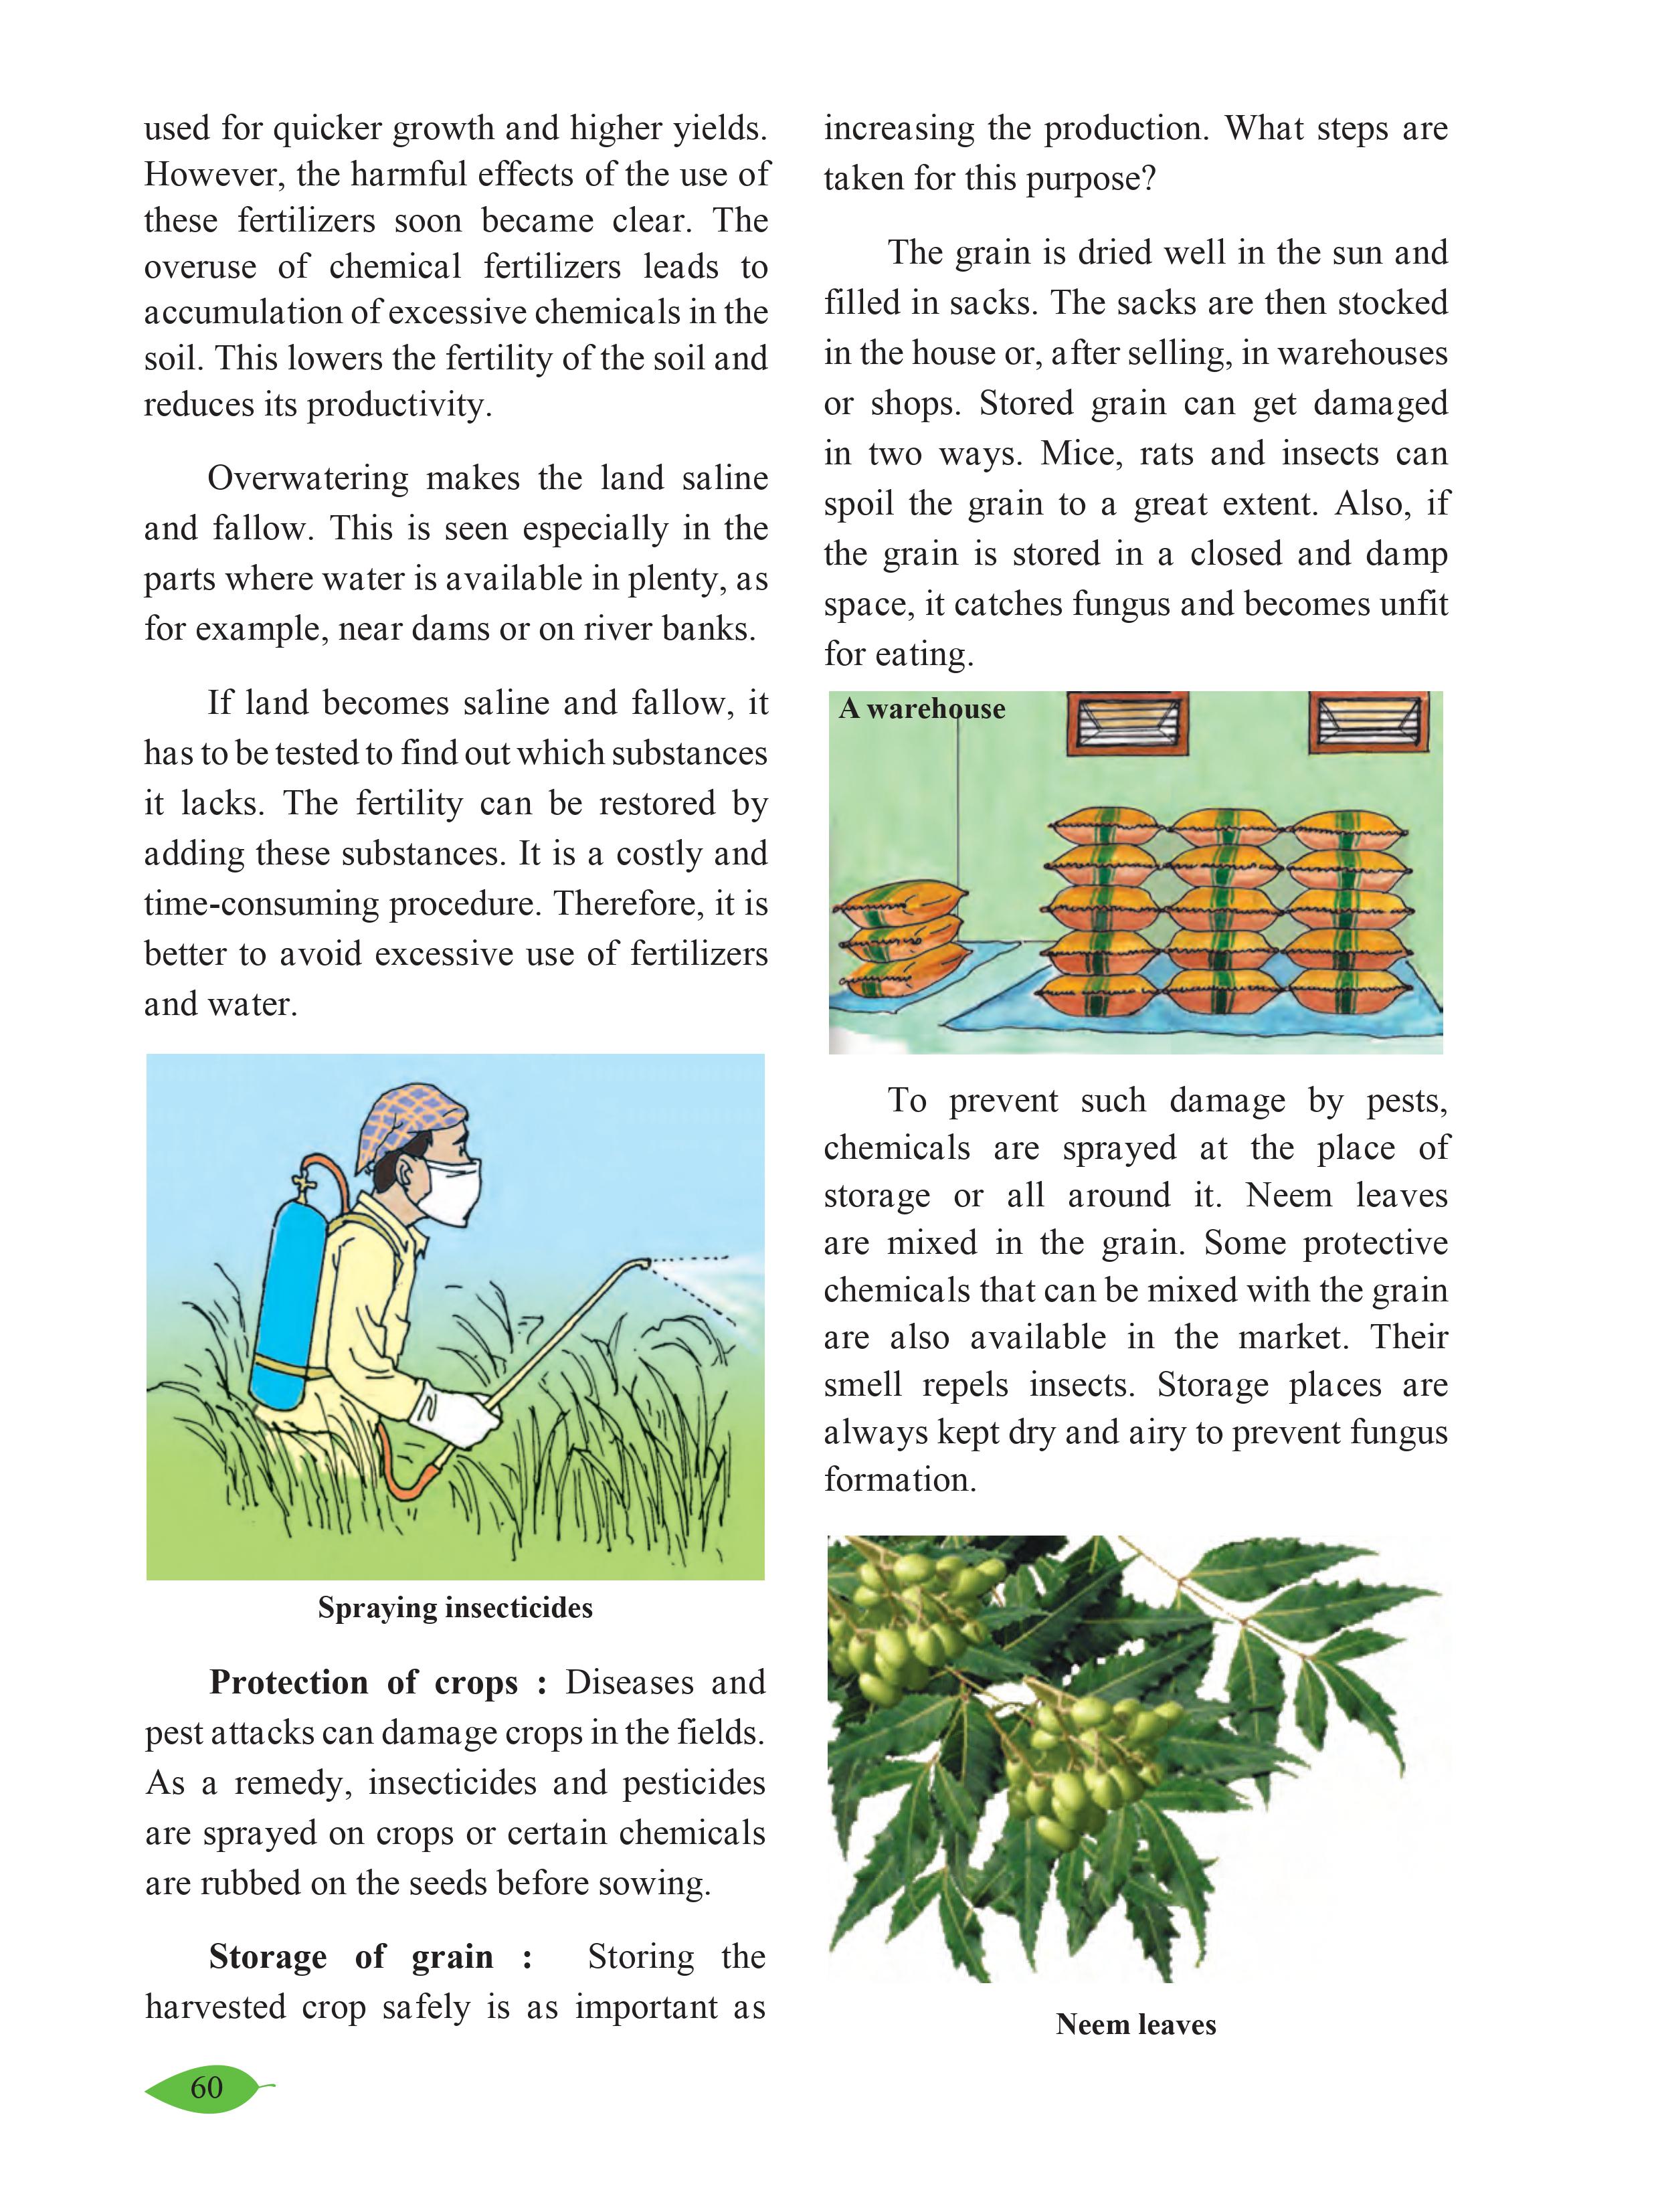 used for quicker growth and higher yields.
However, the harmful effects of the use of
these fertilizers soon became clear. The
overuse of chemical fertilizers leads to
accumulation of excessive chemicals in the
soil. This lowers the fertility of the soil and
reduces its productivity.
Overwatering makes the land saline
and fallow. This is seen especially in the
parts where water is available in plenty, as
for example, near dams or on river banks.
If land becomes saline and fallow, it
has to be tested to find out which substances
it lacks. The fertility can be restored by
adding these substances. It is a costly and
time-consuming procedure. Therefore, it is
better to avoid excessive use of fertilizers
and water.
Spraying insecticides
Protection of crops : Diseases and
pest attacks can damage crops in the fields.
As a remedy, insecticides and pesticides
are sprayed on crops or certain chemicals
are rubbed on the seeds before sowing.
Storage of grain : Storing the
harvested crop safely is as important as
increasing the production. What steps are
taken for this purpose?
The grain is dried well in the sun and
filled in sacks. The sacks are then stocked
in the house or, after selling, in warehouses
or shops. Stored grain can get damaged
in two ways. Mice, rats and insects can
spoil the grain to a great extent. Also, if
the grain is stored in a closed and damp
space, it catches fungus and becomes unfit
for eating.
A warehouse
To prevent such damage by pests,
chemicals are sprayed at the place of
storage or all around it. Neem leaves
are mixed in the grain. Some protective
chemicals that can be mixed with the grain
are also available in the market. Their
smell repels insects. Storage places are
always kept dry and airy to prevent fungus
formation.
Neem leaves
60